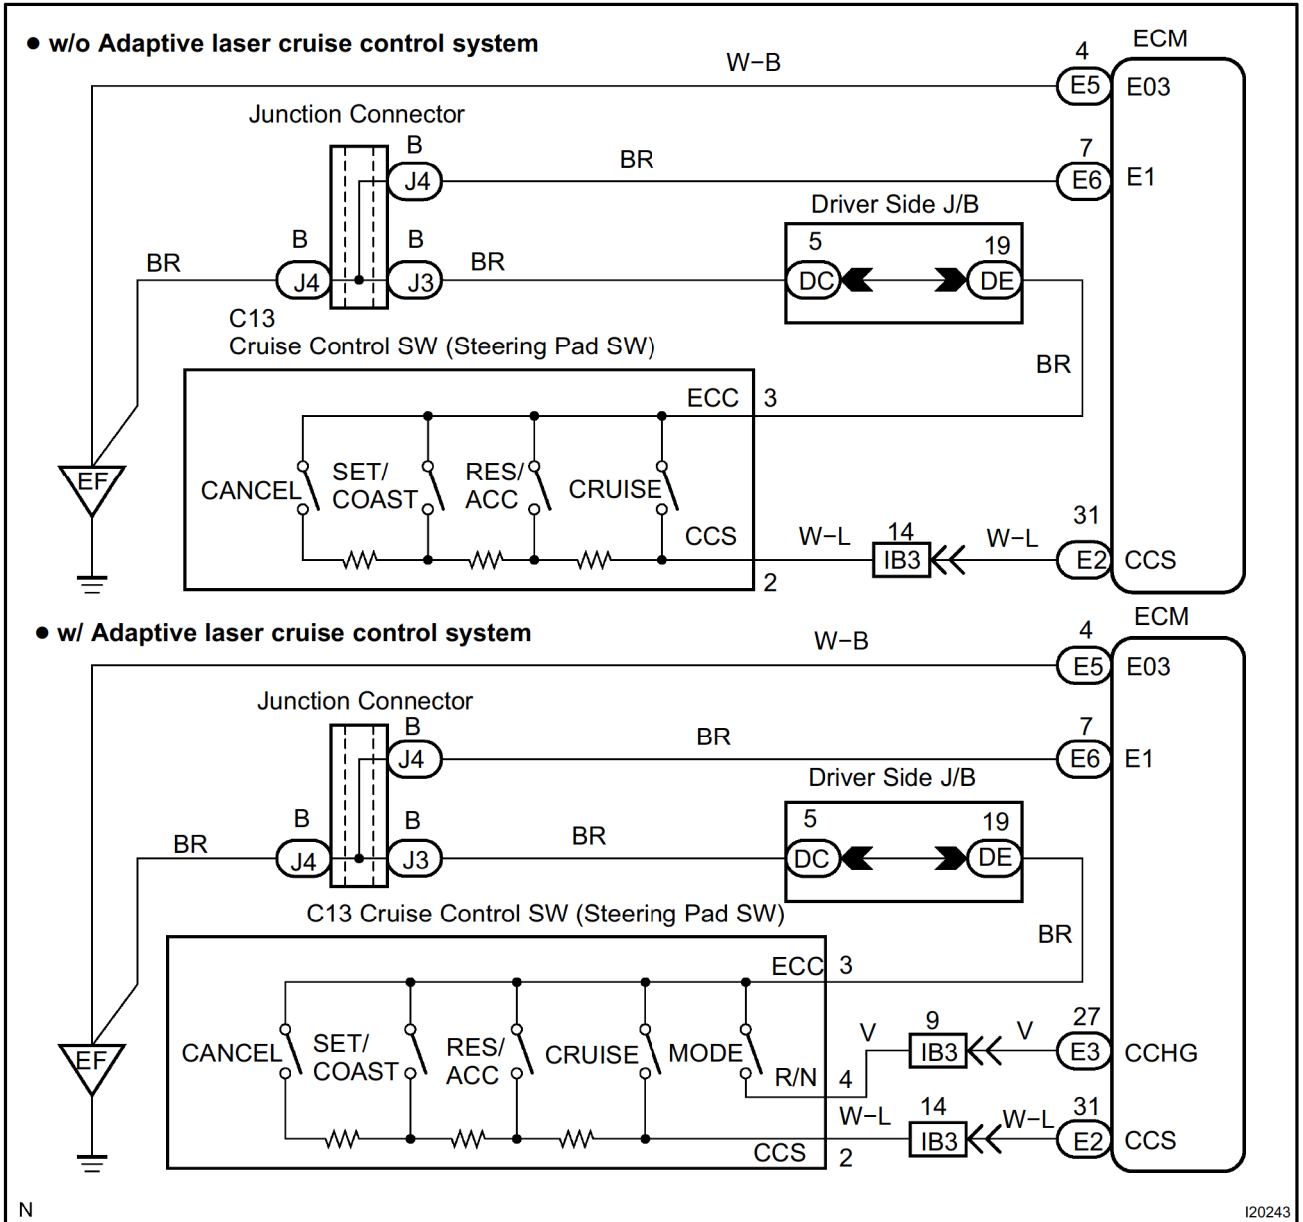 ● w/o Adaptive laser cruise control system
ECM
W−B
4
E5
E03
Junction Connector
B
J4
BR
7
E6
E1
Driver Side J/B
BR
B
J4
B
J3
BR
5
DC
19
DE
C13
Cruise Control SW (Steering Pad SW)
BR
ECC
3
EF
CANCEL
SET/
COAST
RES/
ACC
CRUISE
CCS
2
W−L
14
IB3
W−L
31
E2
CCS
● w/ Adaptive laser cruise control system
ECM
W−B
4
E5
E03
Junction Connector
B
J4
BR
7
E6
E1
Driver Side J/B
BR
B
J4
B
J3
BR
5
DC
19
DE
C13 Cruise Control SW (Steering Pad SW)
BR
ECC
3
EF
CANCEL
SET/
COAST
RES/
ACC
CRUISE
MODE
R/N
4
V
9
IB3
V
27
E3
CCHG
CCS
2
W−L
14
IB3
W−L
31
E2
CCS
N
I20243